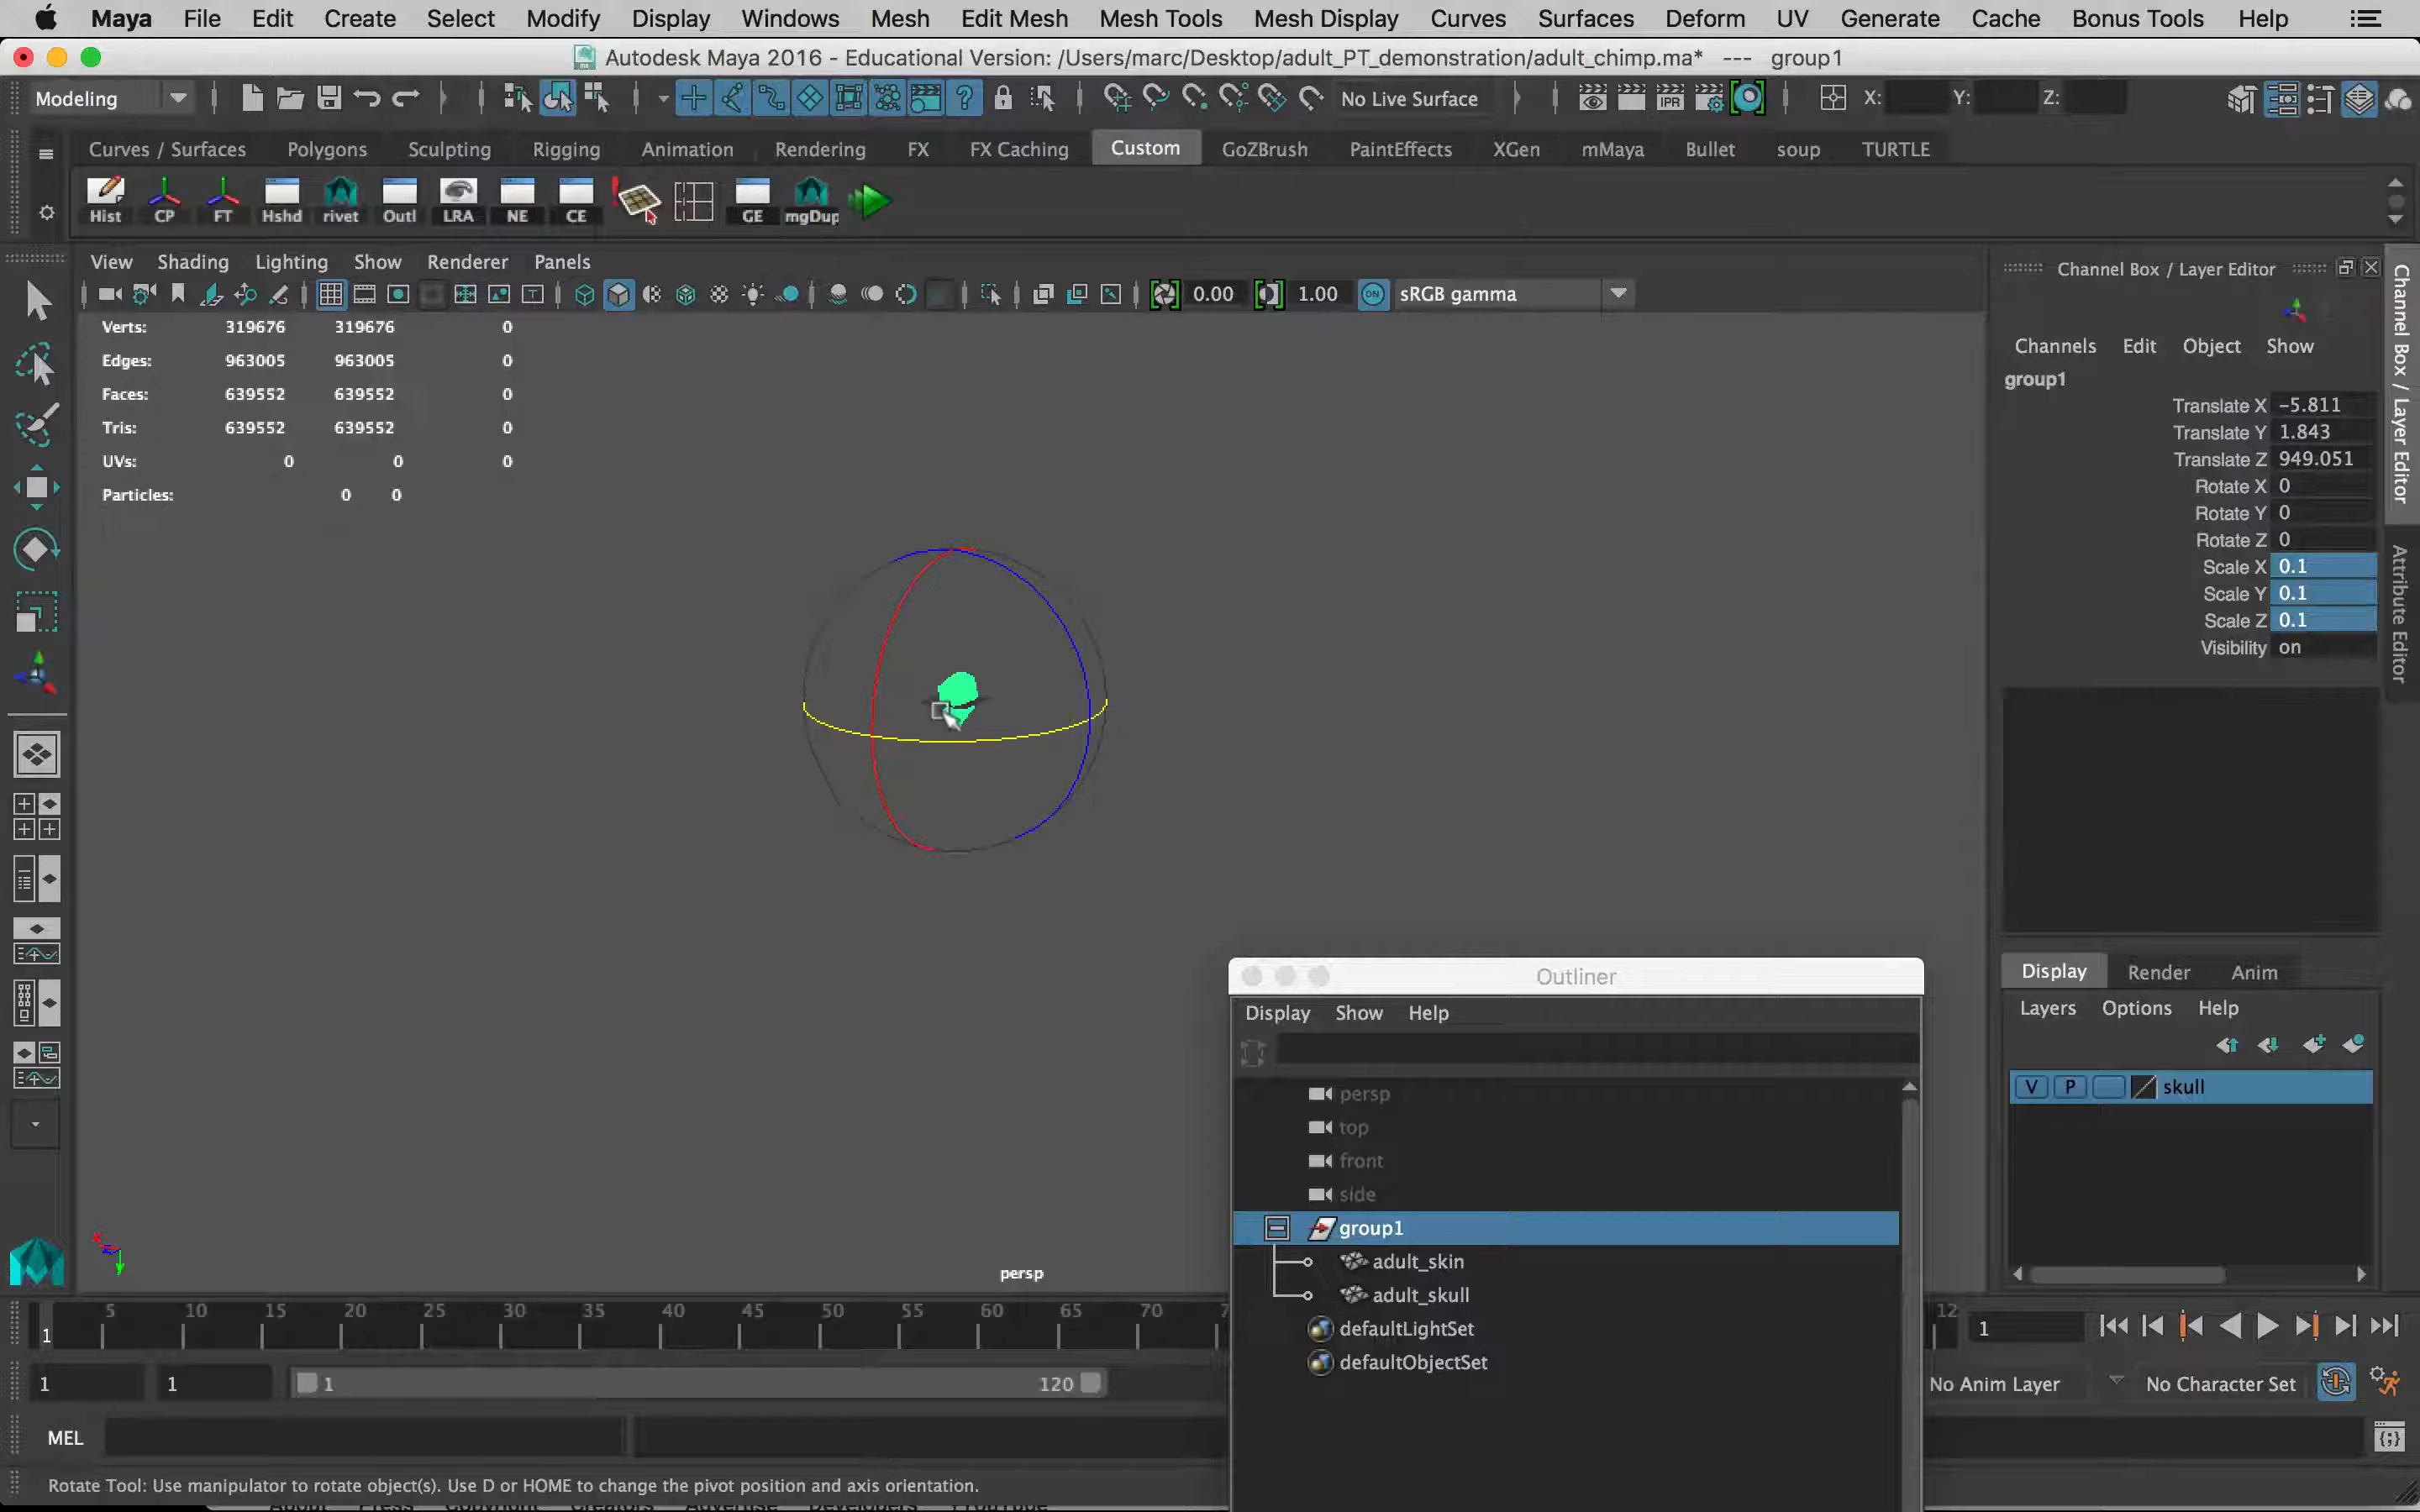 Maya File Edit Create Select Modify Display Windows Mesh Edit Mesh Mesh Tools Mesh Display Curves Surfaces Deform UV Generate Cache Bonus Tools Help
Autodesk Maya 2016 - Educational Version: /Users/marc/Desktop/adult_PT_demonstration/adult_chimp.ma* --- group1
Modeling No Live Surface IPR X: Y: Z:
Curves / Surfaces Polygons Sculpting Rigging Animation Rendering FX FX Caching Custom GoZBrush PaintEffects XGen mMaya Bullet soup TURTLE
Hist CP FT Hshd rivet Outl LRA NE CE GE mgDup
View Shading Lighting Show Renderer Panels
0.00 1.00 ON sRGB gamma
Verts: 319676 319676 0
Edges: 963005 963005 0
Faces: 639552 639552 0
Tris: 639552 639552 0
UVs: 0 0 0
Particles: 0 0
persp
Channel Box / Layer Editor
Channels Edit Object Show
group1
Translate X -5.811
Translate Y 1.843
Translate Z 949.051
Rotate X 0
Rotate Y 0
Rotate Z 0
Scale X 0.1
Scale Y 0.1
Scale Z 0.1
Visibility on
Channel Box / Layer Editor
Attribute Editor
Display Render Anim
Layers Options Help
V P skull
Outliner
Display Show Help
persp
top
front
side
group1
adult_skin
adult_skull
defaultLightSet
defaultObjectSet
5 10 15 20 25 30 35 40 45 50 55 60 65 70 12
1 1
1 1 1 120 No Anim Layer No Character Set
MEL
Rotate Tool: Use manipulator to rotate object(s). Use D or HOME to change the pivot position and axis orientation.